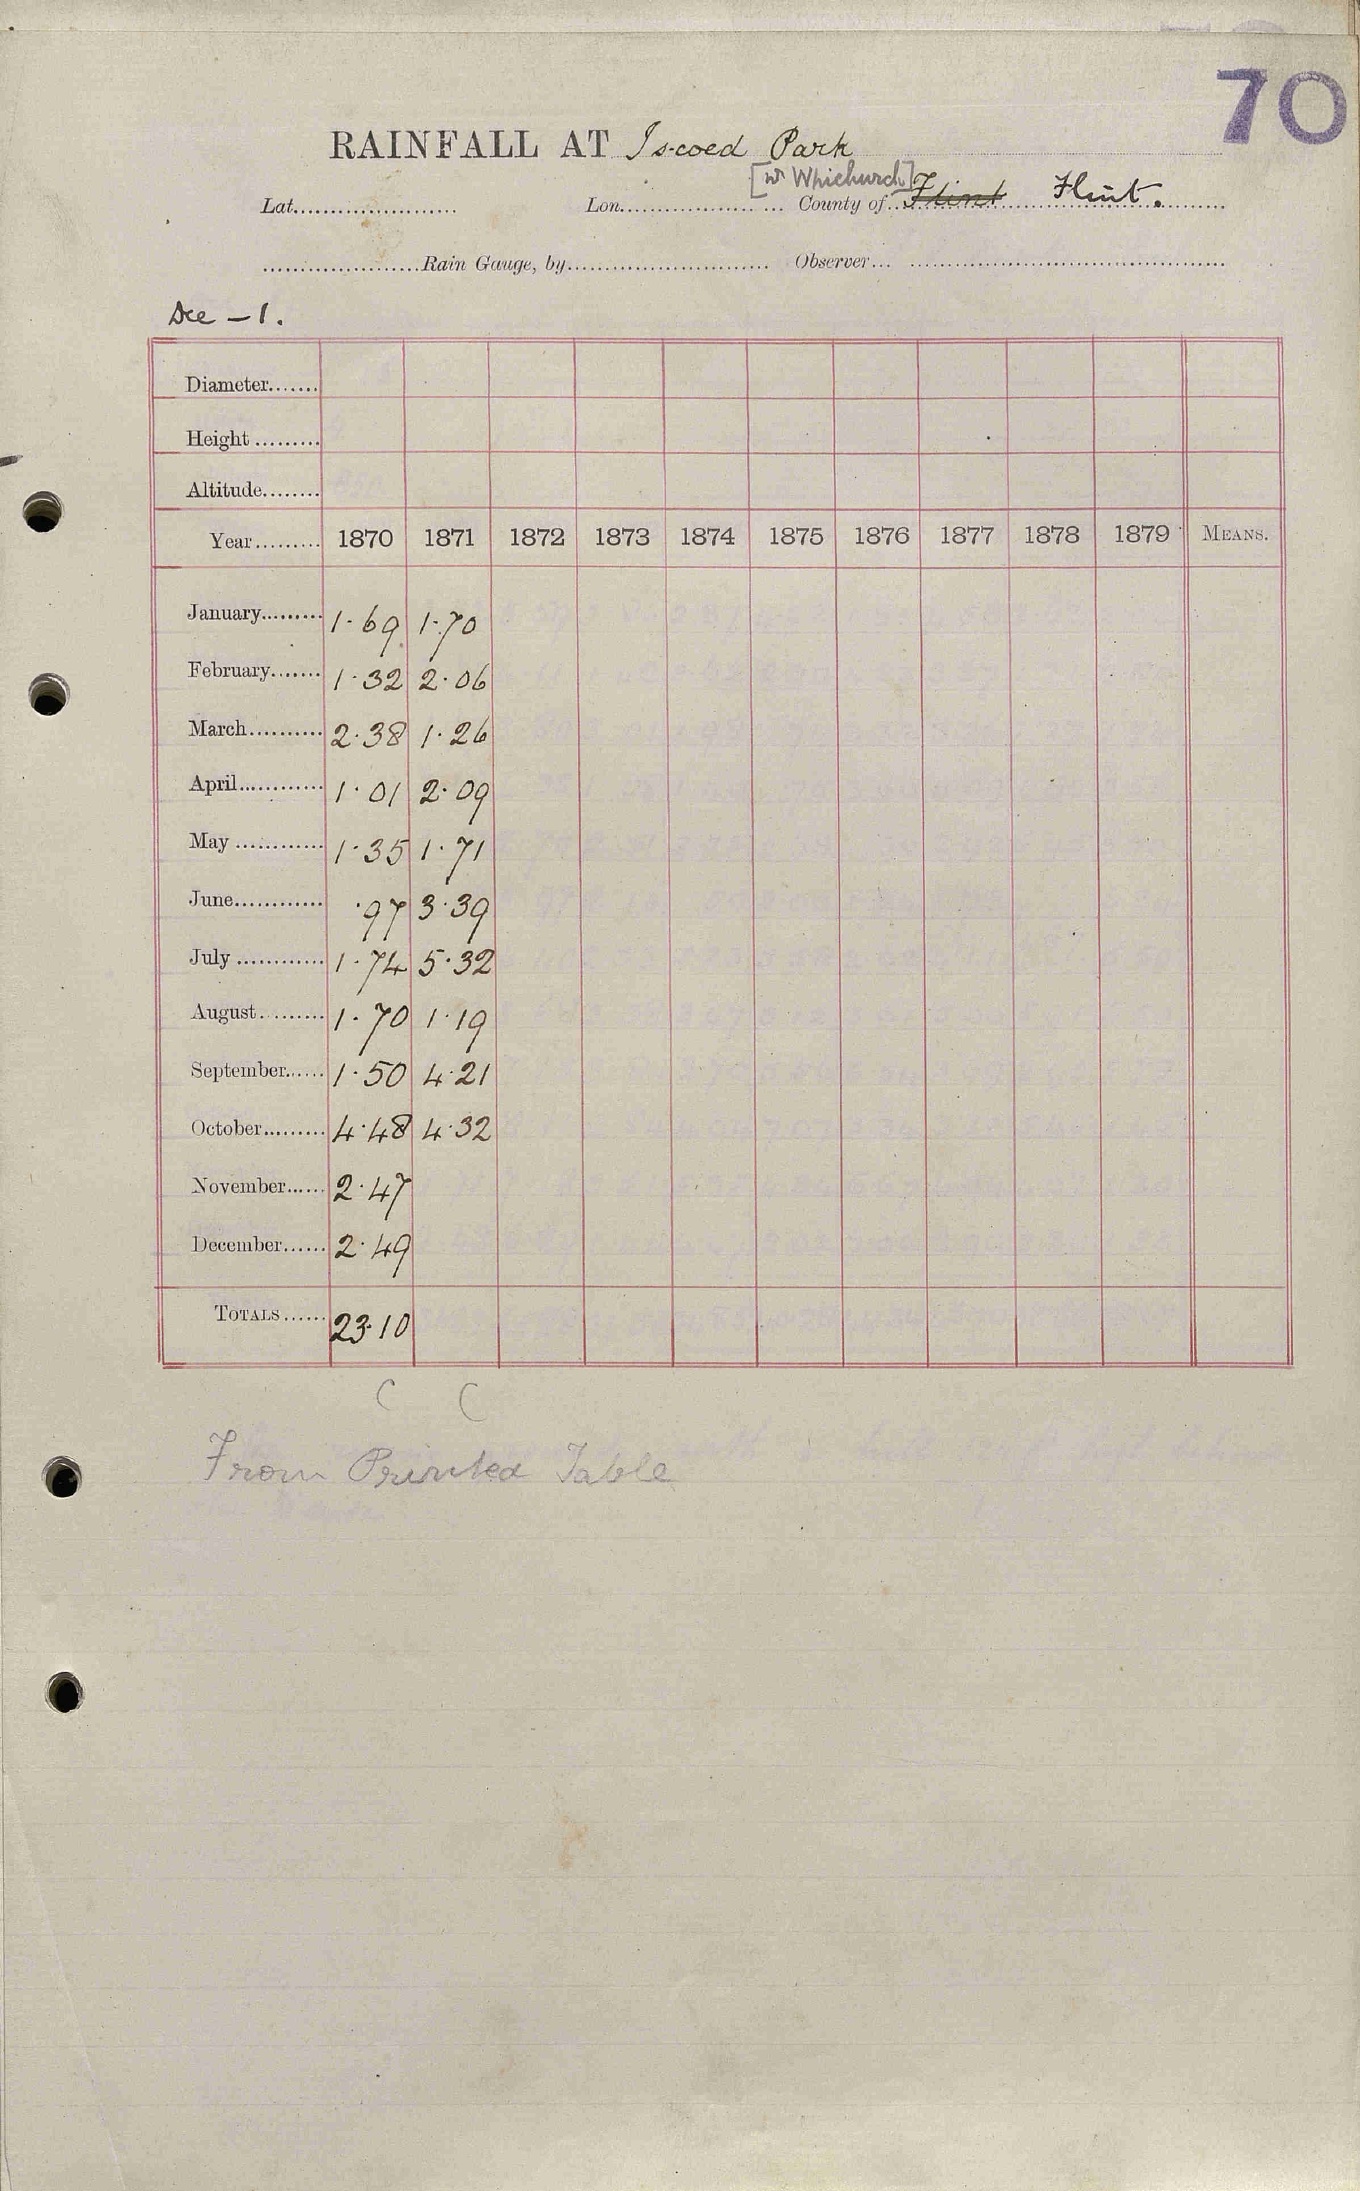 70
RAINFALL AT Iscoed Park
[nr Whichurch]
Lat. Lon. County of Flint Flint.
Rain Gauge, by Observer
Dee - 1.
Diameter
Height
Altitude
Year 1870 1871 1872 1873 1874 1875 1876 1877 1878 1879 MEANS.
January 1.69 1.70
February 1.32 2.06
March 2.38 1.26
April 1.01 2.09
May 1.35 1.71
June .97 3.39
July 1.74 5.32
August 1.70 1.19
September 1.50 4.21
October 4.48 4.32
November 2.47
December 2.49
TOTALS 23.10
C C
From Printed Table